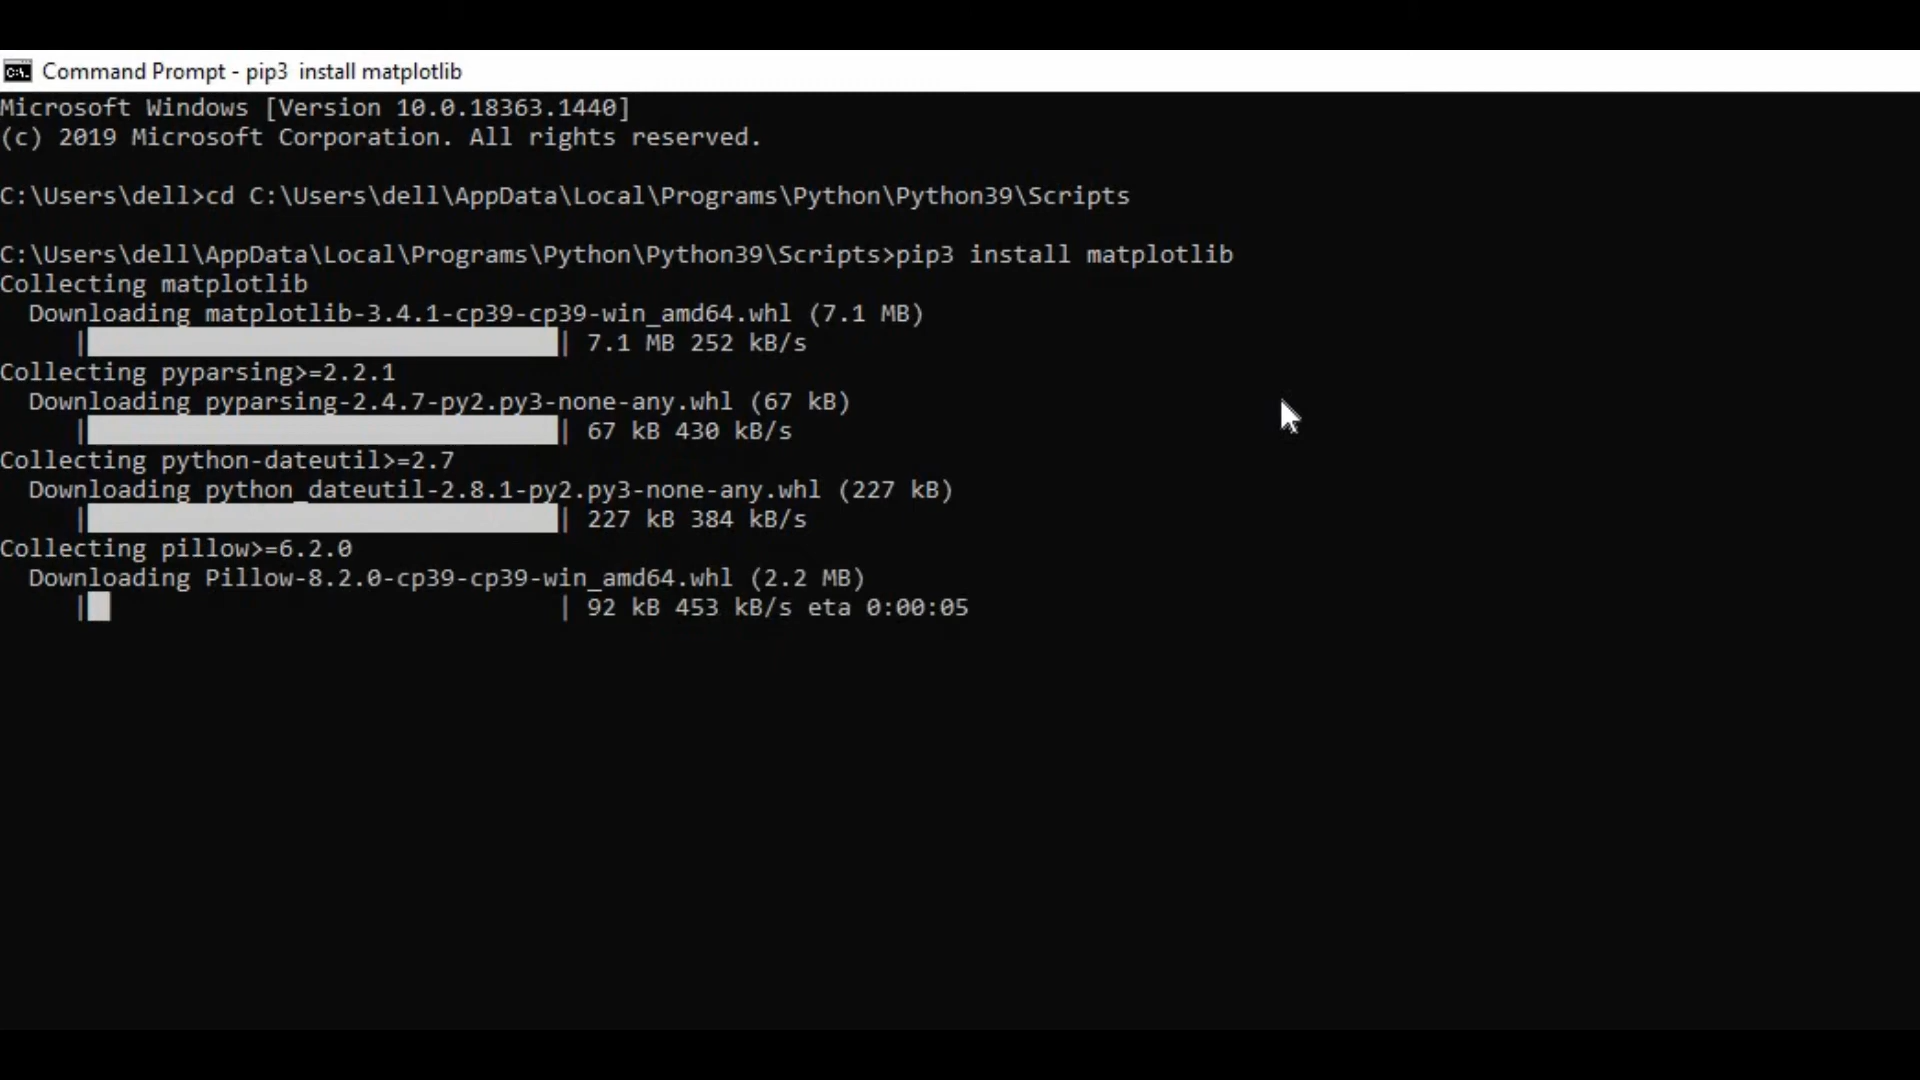 Command Prompt - pip3  install matplotlib
Microsoft Windows [Version 10.0.18363.1440]
(c) 2019 Microsoft Corporation. All rights reserved.
C:\Users\dell>cd C:\Users\dell\AppData\Local\Programs\Python\Python39\Scripts
C:\Users\dell\AppData\Local\Programs\Python\Python39\Scripts>pip3 install matplotlib
Collecting matplotlib
  Downloading matplotlib-3.4.1-cp39-cp39-win_amd64.whl (7.1 MB)
     |████████████████████████████████| 7.1 MB 252 kB/s
Collecting pyparsing>=2.2.1
  Downloading pyparsing-2.4.7-py2.py3-none-any.whl (67 kB)
     |████████████████████████████████| 67 kB 430 kB/s
Collecting python-dateutil>=2.7
  Downloading python_dateutil-2.8.1-py2.py3-none-any.whl (227 kB)
     |████████████████████████████████| 227 kB 384 kB/s
Collecting pillow>=6.2.0
  Downloading Pillow-8.2.0-cp39-cp39-win_amd64.whl (2.2 MB)
     |█▌                              | 92 kB 453 kB/s eta 0:00:05